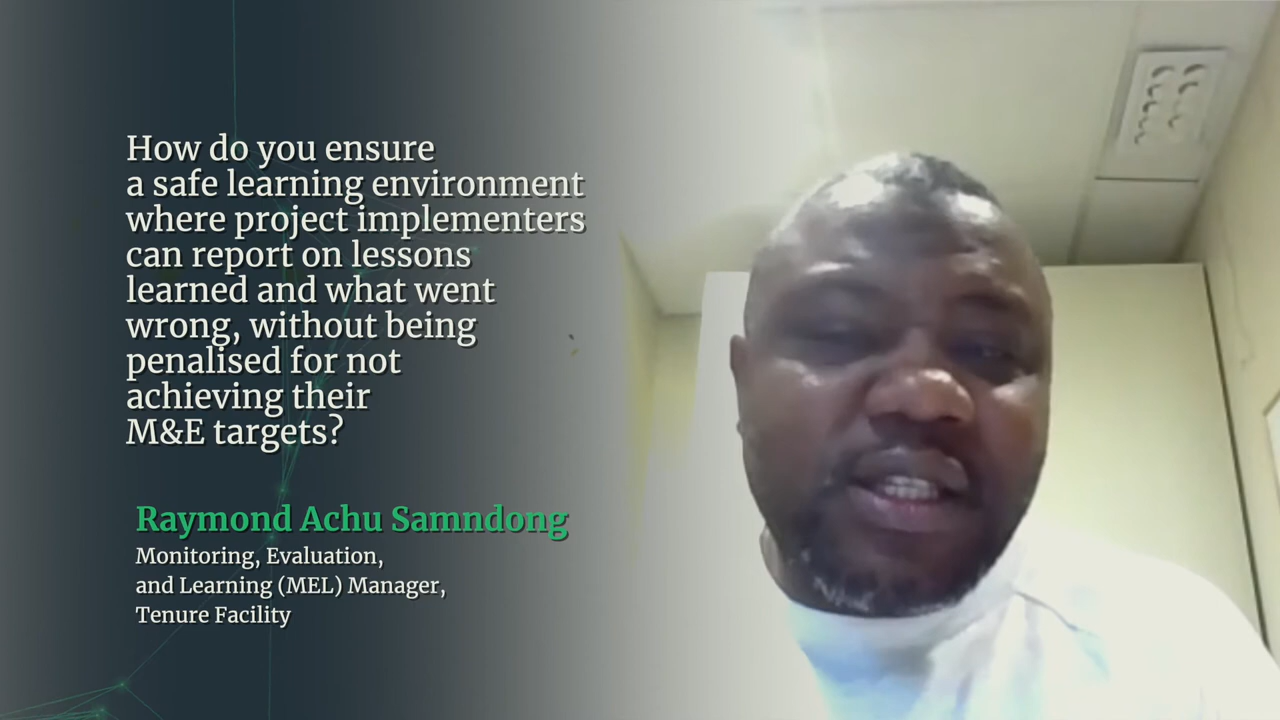 How do you ensure
a safe learning environment
where project implementers
can report on lessons
learned and what went
wrong, without being
penalised for not
achieving their
M&E targets?
Raymond Achu Samndong
Monitoring, Evaluation,
and Learning (MEL) Manager,
Tenure Facility